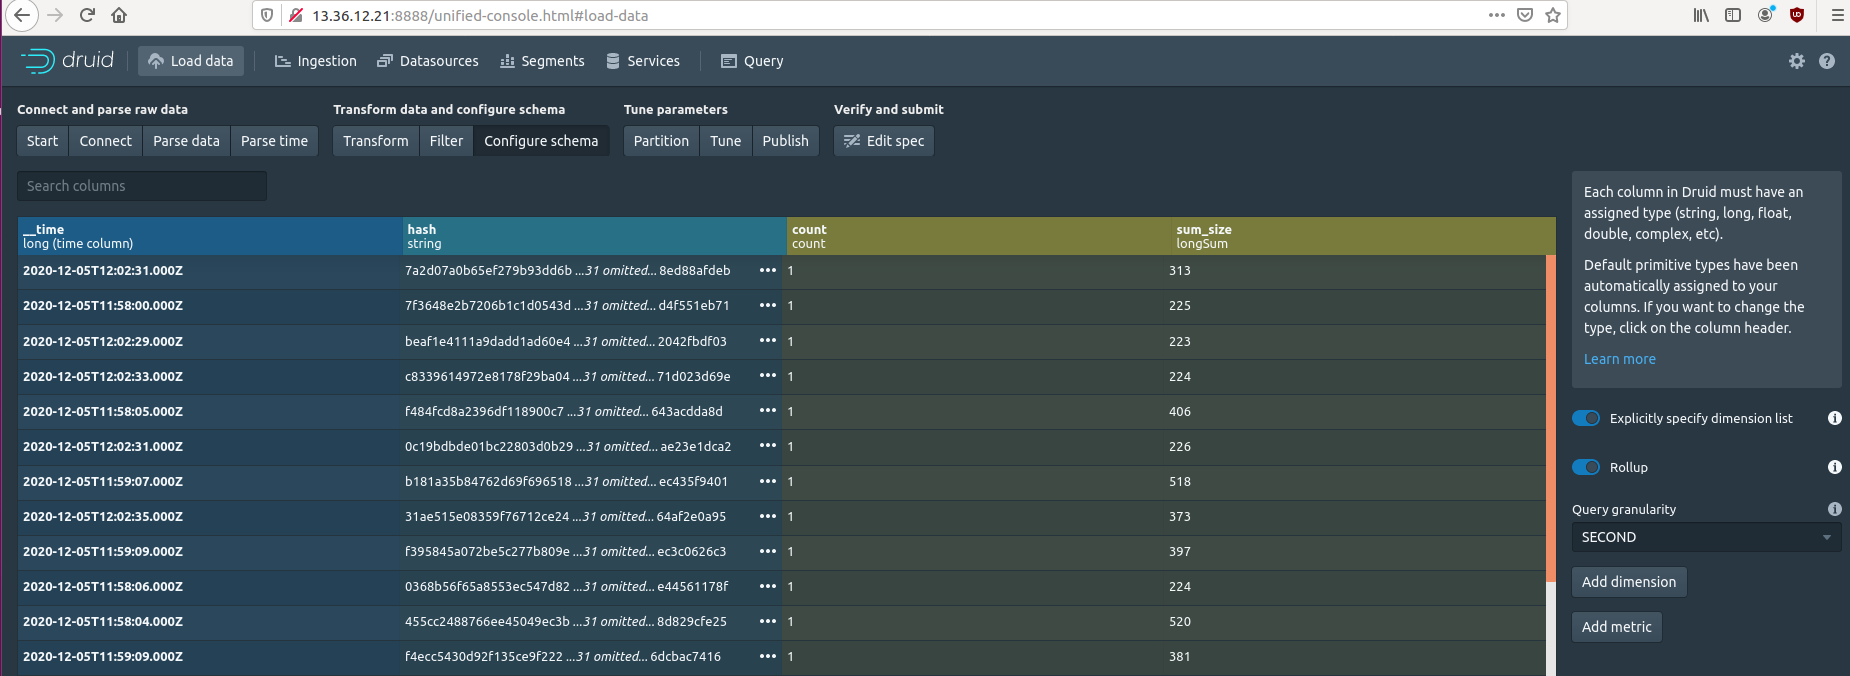 13.36.12.21:8888/unified-console.html#load-data
druid Load data Ingestion Datasources Segments Services Query
Connect and parse raw data Transform data and configure schema Tune parameters Verify and submit
Start Connect Parse data Parse time Transform Filter Configure schema Partition Tune Publish Edit spec
Search columns
__time hash count sum_size
long (time column) string count longSum
2020-12-05T12:02:31.000Z 7a2d07a0b65ef279b93dd6b ...31 omitted... 8ed88afdeb ••• 1 313
2020-12-05T11:58:00.000Z 7f3648e2b7206b1c1d0543d ...31 omitted... d4f551eb71 ••• 1 225
2020-12-05T12:02:29.000Z beaf1e4111a9dadd1ad60e4 ...31 omitted... 2042fbdf03 ••• 1 223
2020-12-05T12:02:33.000Z c8339614972e8178f29ba04 ...31 omitted... 71d023d69e ••• 1 224
2020-12-05T11:58:05.000Z f484fcd8a2396df118900c7 ...31 omitted... 643acdda8d ••• 1 406
2020-12-05T12:02:31.000Z 0c19bdbde01bc22803d0b29 ...31 omitted... ae23e1dca2 ••• 1 226
2020-12-05T11:59:07.000Z b181a35b84762d69f696518 ...31 omitted... ec435f9401 ••• 1 518
2020-12-05T12:02:35.000Z 31ae515e08359f76712ce24 ...31 omitted... 64af2e0a95 ••• 1 373
2020-12-05T11:59:09.000Z f395845a072be5c277b809e ...31 omitted... ec3c0626c3 ••• 1 397
2020-12-05T11:58:06.000Z 0368b56f65a8553ec547d82 ...31 omitted... e44561178f ••• 1 224
2020-12-05T11:58:04.000Z 455cc2488766ee45049ec3b ...31 omitted... 8d829cfe25 ••• 1 520
2020-12-05T11:59:09.000Z f4ecc5430d92f135ce9f222 ...31 omitted... 6dcbac7416 ••• 1 381
Each column in Druid must have an
assigned type (string, long, float,
double, complex, etc).
Default primitive types have been
automatically assigned to your
columns. If you want to change the
type, click on the column header.
Learn more
Explicitly specify dimension list
Rollup
Query granularity
SECOND
Add dimension
Add metric